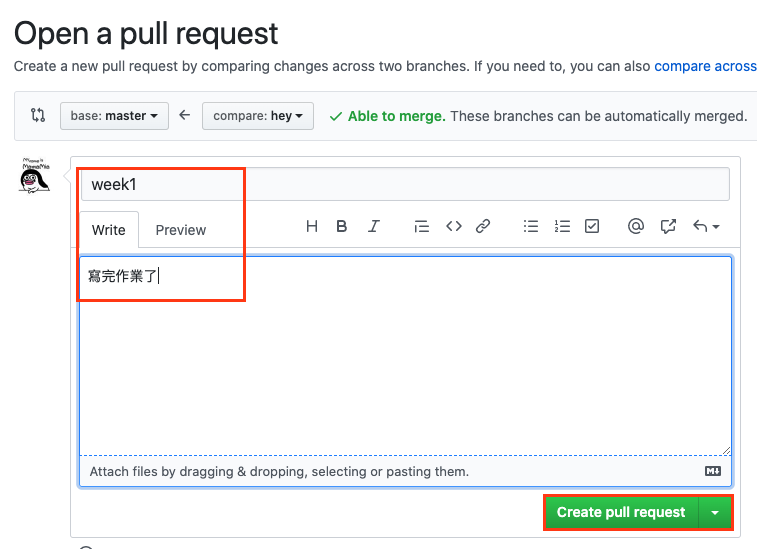 Open a pull request
Create a new pull request by comparing changes across two branches. If you need to, you can also compare across
base: master
compare: hey
Able to merge. These branches can be automatically merged.
week1
Write
Preview
寫完作業了
Attach files by dragging & dropping, selecting or pasting them.
Create pull request